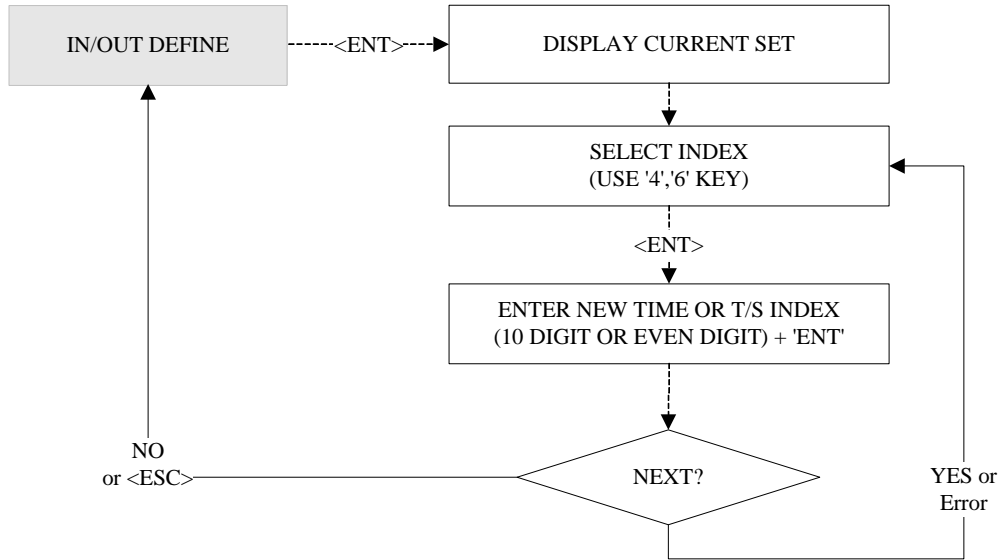 IN/OUT DEFINE
<ENT>
DISPLAY CURRENT SET
SELECT INDEX
(USE '4','6' KEY)
<ENT>
ENTER NEW TIME OR T/S INDEX
(10 DIGIT OR EVEN DIGIT) + 'ENT'
NEXT?
NO
or <ESC>
YES or
Error